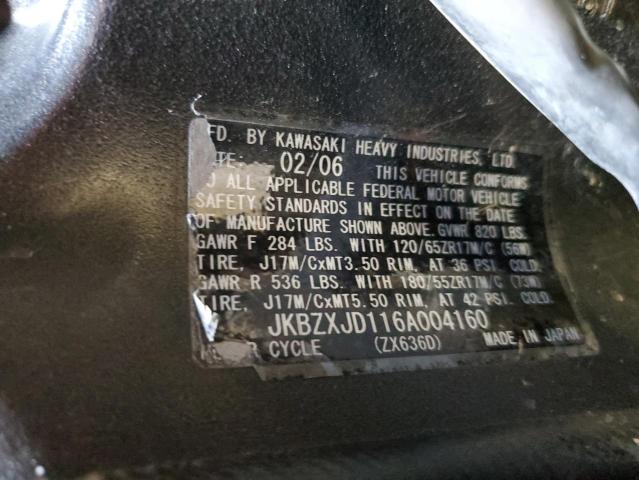 FD. BY KAWASAKI HEAVY INDUSTRIES, LTD.
TE: 02/06 THIS VEHICLE CONFORMS
O ALL APPLICABLE FEDERAL MOTOR VEHICLE
SAFETY STANDARDS IN EFFECT ON THE DATE
OF MANUFACTURE SHOWN ABOVE. GVWR 820 LBS.
GAWR F 284 LBS. WITH 120/65ZR17M/C (56W)
TIRE, J17M/CxMT3.50 RIM, AT 36 PSI. COLD.
GAWR R 536 LBS. WITH 180/55ZR17M/C (73W)
TIRE, J17M/CxMT5.50 RIM, AT 42 PSI. COLD.
JKBZXJD116A004160
R CYCLE (ZX636D) MADE IN JAPAN